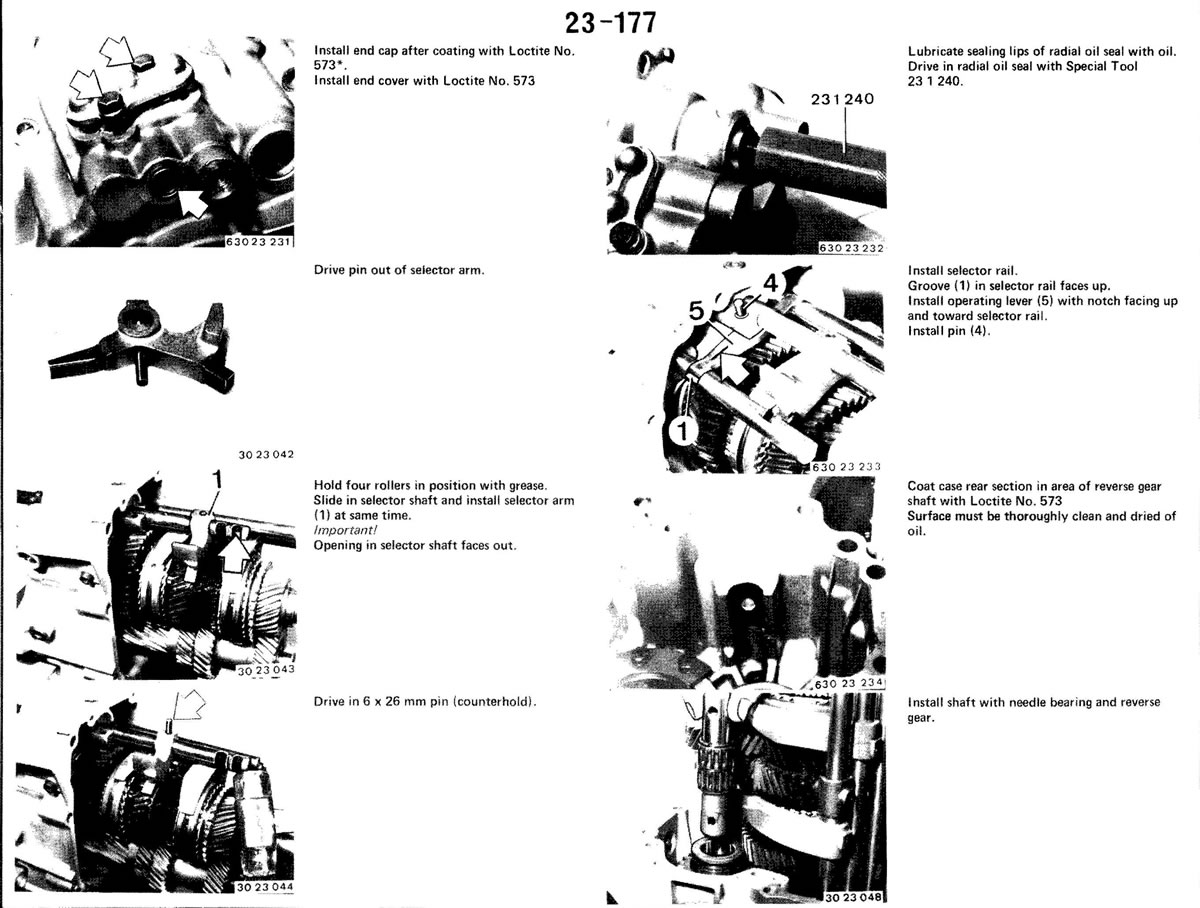 23-177
Install end cap after coating with Loctite No.
573*.
Install end cover with Loctite No. 573
630 23 231
Drive pin out of selector arm.
30 23 042
Hold four rollers in position with grease.
Slide in selector shaft and install selector arm
(1) at same time.
Important!
Opening in selector shaft faces out.
1
30 23 043
Drive in 6 x 26 mm pin (counterhold).
30 23 044
Lubricate sealing lips of radial oil seal with oil.
Drive in radial oil seal with Special Tool
23 1 240.
231240
630 23 232
Install selector rail.
Groove (1) in selector rail faces up.
Install operating lever (5) with notch facing up
and toward selector rail.
Install pin (4).
4
5
1
630 23 233
Coat case rear section in area of reverse gear
shaft with Loctite No. 573
Surface must be thoroughly clean and dried of
oil.
630 23 234
Install shaft with needle bearing and reverse
gear.
30 23 048